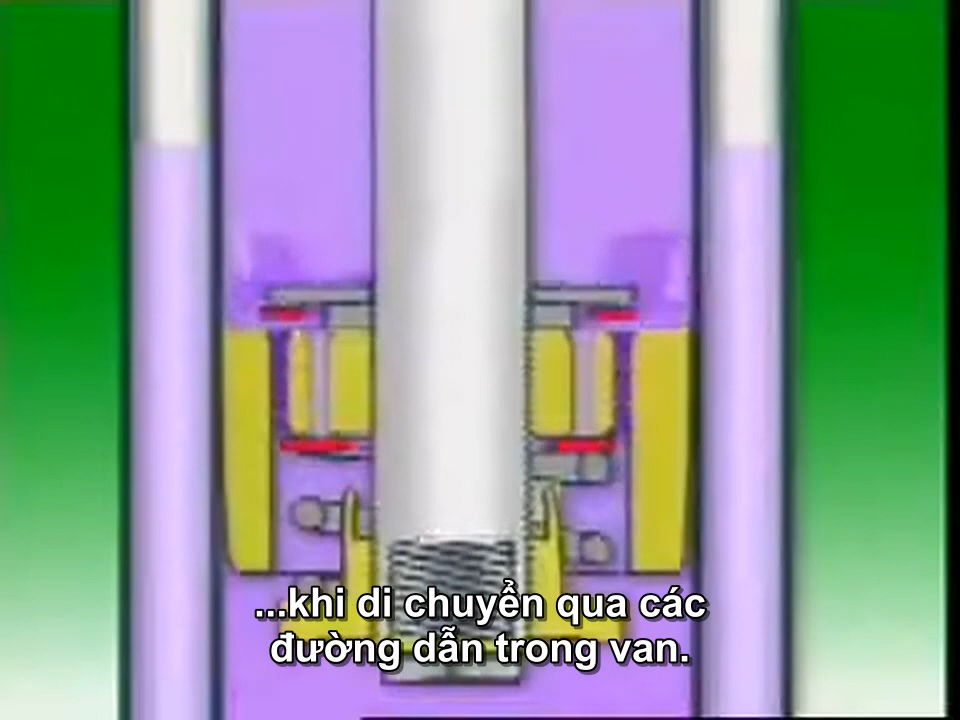 ...khi di chuyển qua các
đường dẫn trong van.